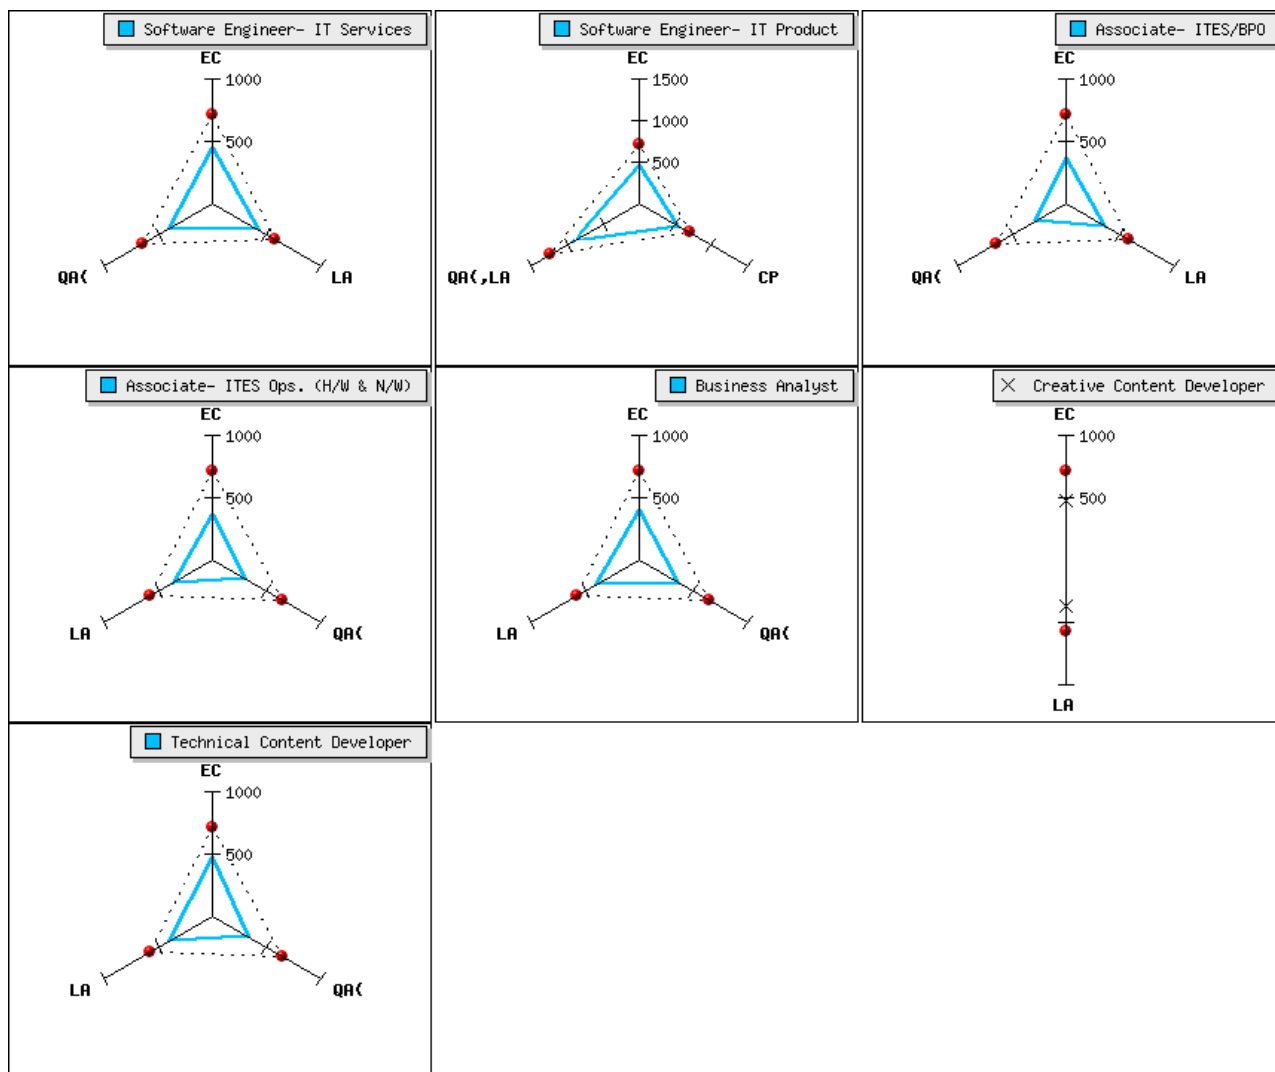 Software Engineer- IT Services
EC
1000
500
QA(
LA
Software Engineer- IT Product
EC
1500
1000
500
QA(,LA
CP
Associate- ITES/BPO
EC
1000
500
QA(
LA
Associate- ITES Ops. (H/W & N/W)
EC
1000
500
LA
QA(
Business Analyst
EC
1000
500
LA
QA(
Creative Content Developer
EC
1000
500
LA
Technical Content Developer
EC
1000
500
LA
QA(